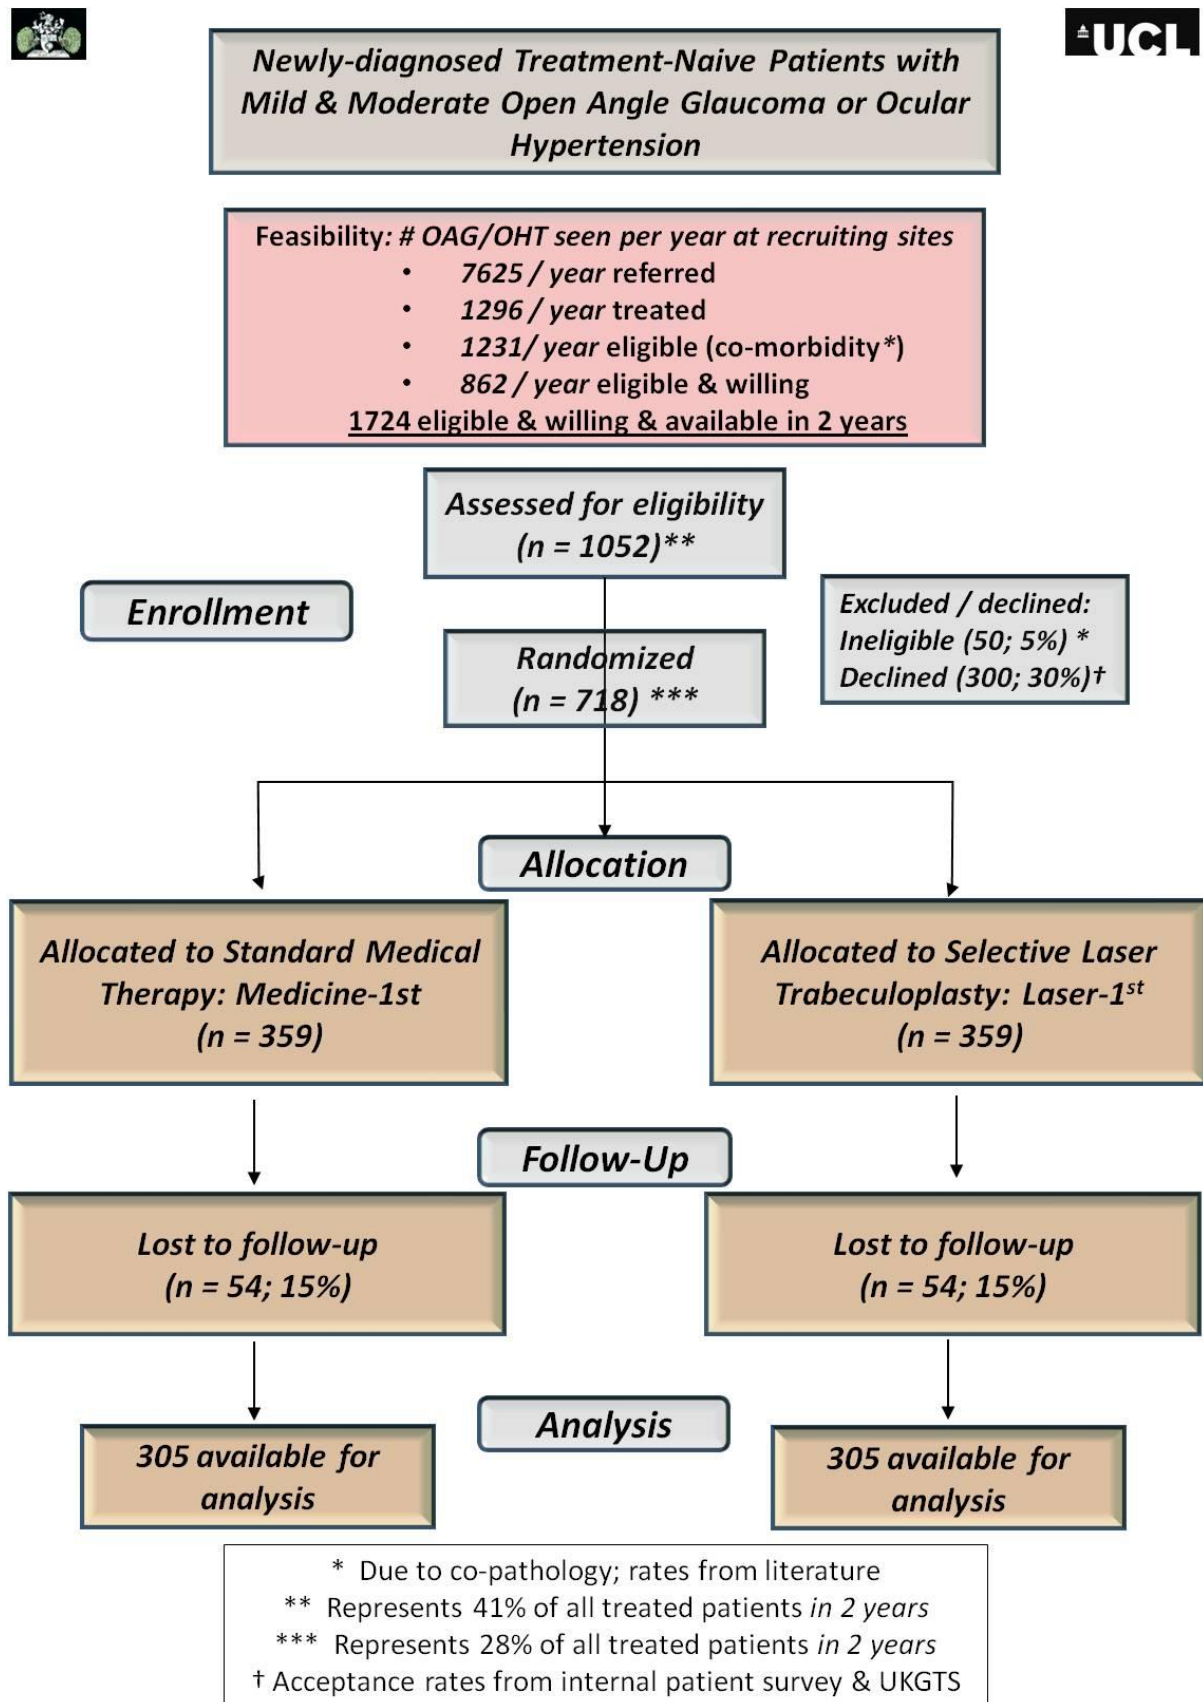 UCL
Newly-diagnosed Treatment-Naive Patients with
Mild & Moderate Open Angle Glaucoma or Ocular
Hypertension
Feasibility: # OAG/OHT seen per year at recruiting sites
• 7625 / year referred
• 1296 / year treated
• 1231/ year eligible (co-morbidity*)
• 862 / year eligible & willing
1724 eligible & willing & available in 2 years
Assessed for eligibility
(n = 1052)**
Enrollment
Excluded / declined:
Ineligible (50; 5%) *
Declined (300; 30%)†
Randomized
(n = 718) ***
Allocation
Allocated to Standard Medical
Therapy: Medicine-1st
(n = 359)
Allocated to Selective Laser
Trabeculoplasty: Laser-1st
(n = 359)
Follow-Up
Lost to follow-up
(n = 54; 15%)
Lost to follow-up
(n = 54; 15%)
Analysis
305 available for
analysis
305 available for
analysis
* Due to co-pathology; rates from literature
** Represents 41% of all treated patients in 2 years
*** Represents 28% of all treated patients in 2 years
† Acceptance rates from internal patient survey & UKGTS